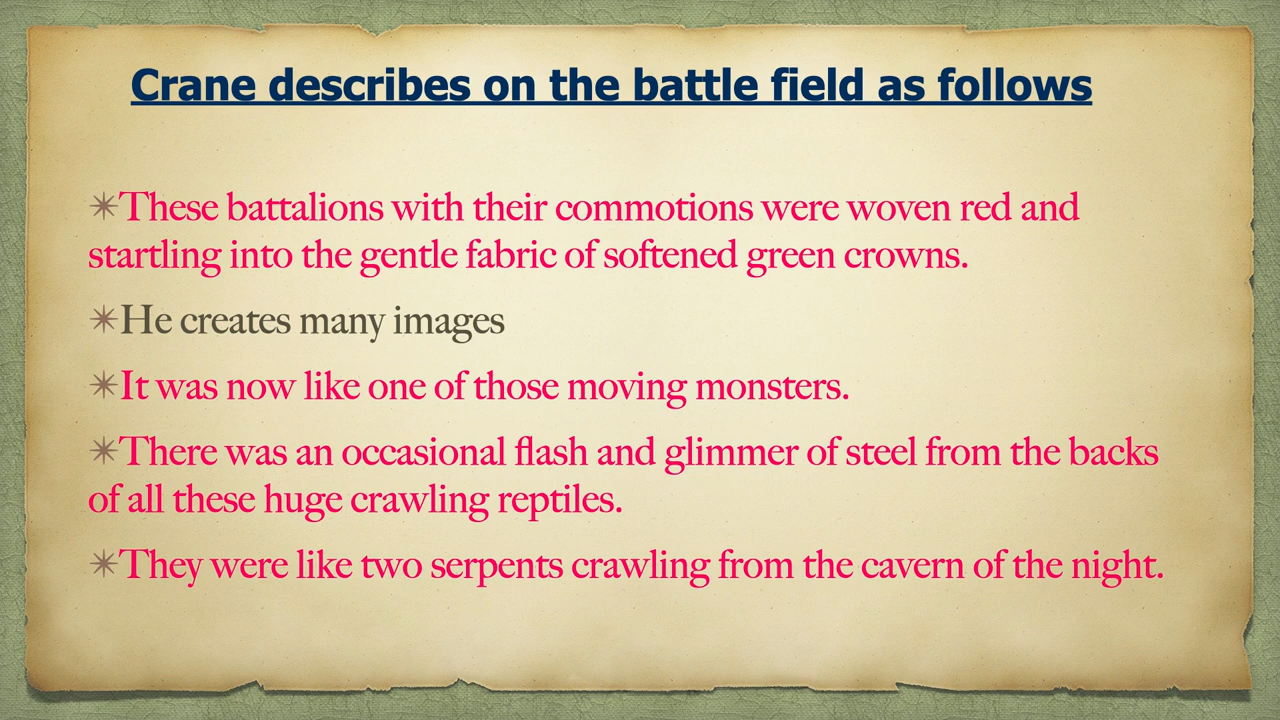 Crane describes on the battle field as follows
✴These battalions with their commotions were woven red and
startling into the gentle fabric of softened green crowns.
✴He creates many images
✴It was now like one of those moving monsters.
✴There was an occasional flash and glimmer of steel from the backs
of all these huge crawling reptiles.
✴They were like two serpents crawling from the cavern of the night.